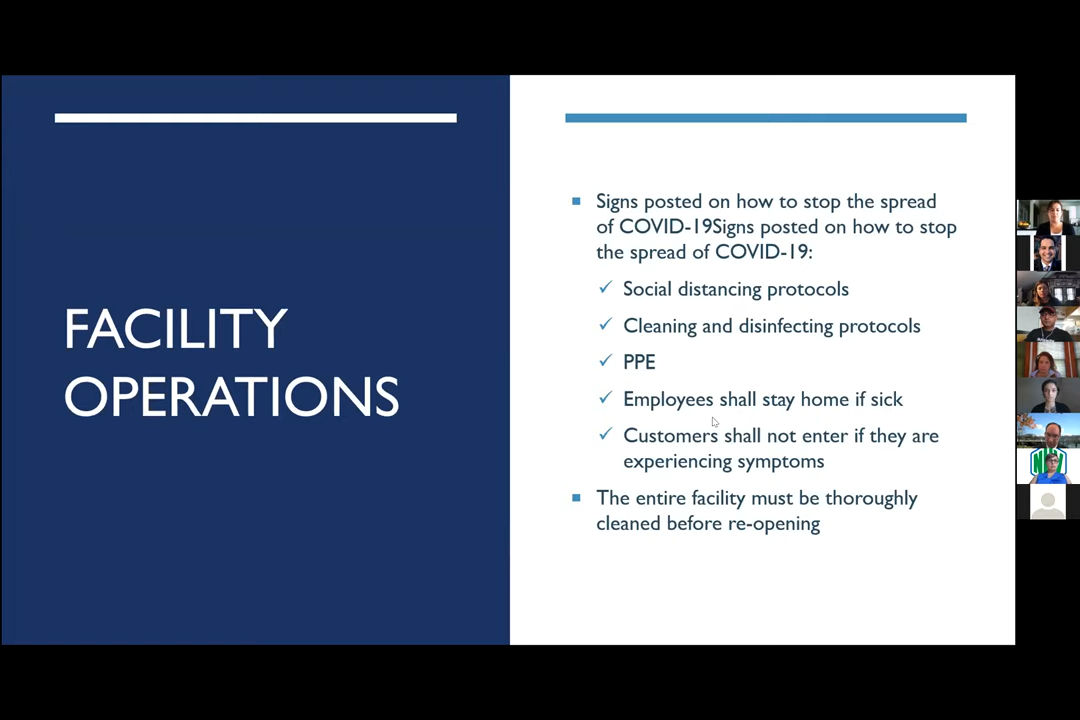 FACILITY
OPERATIONS
Signs posted on how to stop the spread
of COVID-19Signs posted on how to stop
the spread of COVID-19:
Social distancing protocols
Cleaning and disinfecting protocols
PPE
Employees shall stay home if sick
Customers shall not enter if they are
experiencing symptoms
The entire facility must be thoroughly
cleaned before re-opening